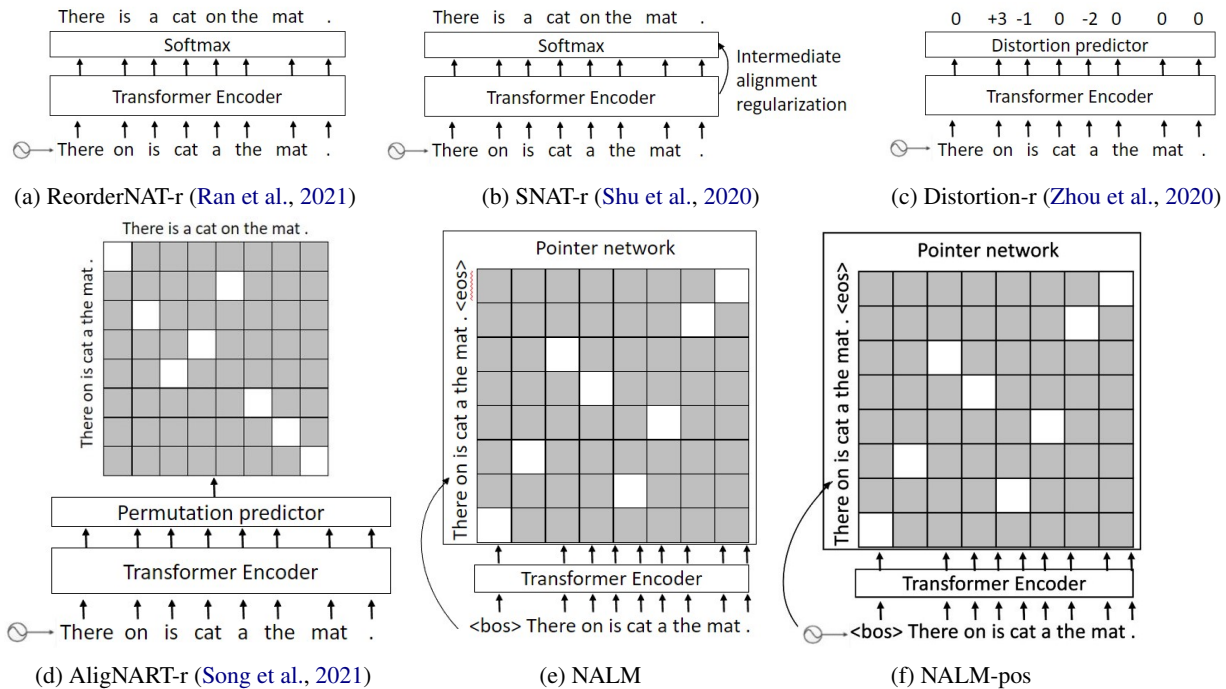 There is a cat on the mat .
Softmax
Transformer Encoder
There on is cat a the mat .
(a) ReorderNAT-r (Ran et al., 2021)
There is a cat on the mat .
Softmax
Intermediate
alignment
regularization
Transformer Encoder
There on is cat a the mat .
(b) SNAT-r (Shu et al., 2020)
0 +3 -1 0 -2 0 0 0
Distortion predictor
Transformer Encoder
There on is cat a the mat .
(c) Distortion-r (Zhou et al., 2020)
There is a cat on the mat .
There on is cat a the mat .
Permutation predictor
Transformer Encoder
There on is cat a the mat .
(d) AligNART-r (Song et al., 2021)
Pointer network
There on is cat a the mat . <eos>
Transformer Encoder
<bos> There on is cat a the mat .
(e) NALM
Pointer network
There on is cat a the mat . <eos>
Transformer Encoder
<bos> There on is cat a the mat .
(f) NALM-pos